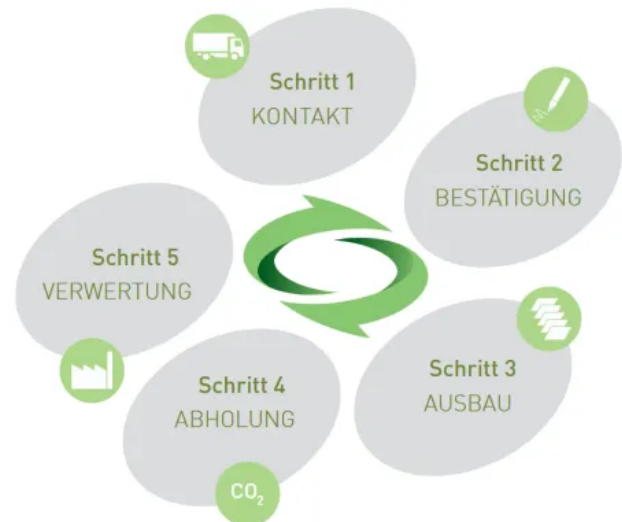 Schritt 1
KONTAKT
Schritt 2
BESTÄTIGUNG
Schritt 3
AUSBAU
Schritt 4
ABHOLUNG
CO₂
Schritt 5
VERWERTUNG